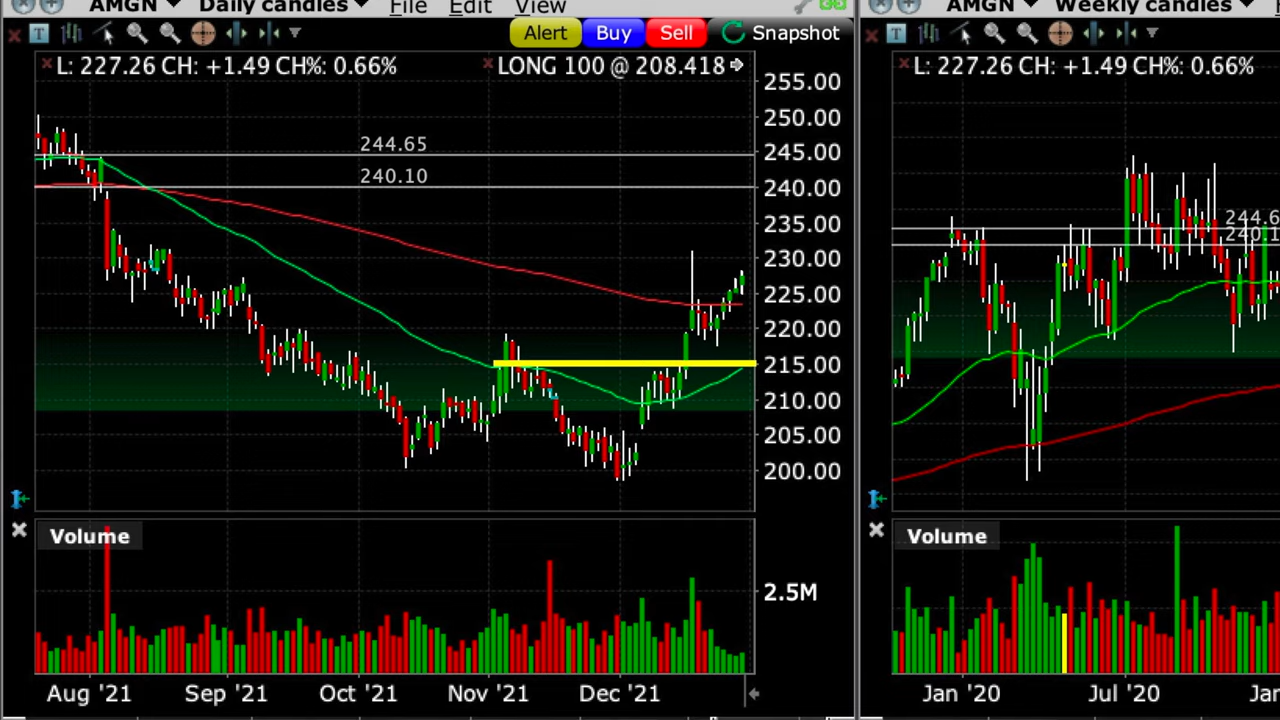 AMGN Daily candles File Edit View
Alert Buy Sell Snapshot
L: 227.26 CH: +1.49 CH%: 0.66% LONG 100 @ 208.418
255.00
250.00
245.00
240.00
235.00
230.00
225.00
220.00
215.00
210.00
205.00
200.00
244.65
240.10
Volume
2.5M
Aug '21 Sep '21 Oct '21 Nov '21 Dec '21
AMGN Weekly candles
L: 227.26 CH: +1.49 CH%: 0.66%
244.6
240.1
Volume
Jan '20 Jul '20 Jan